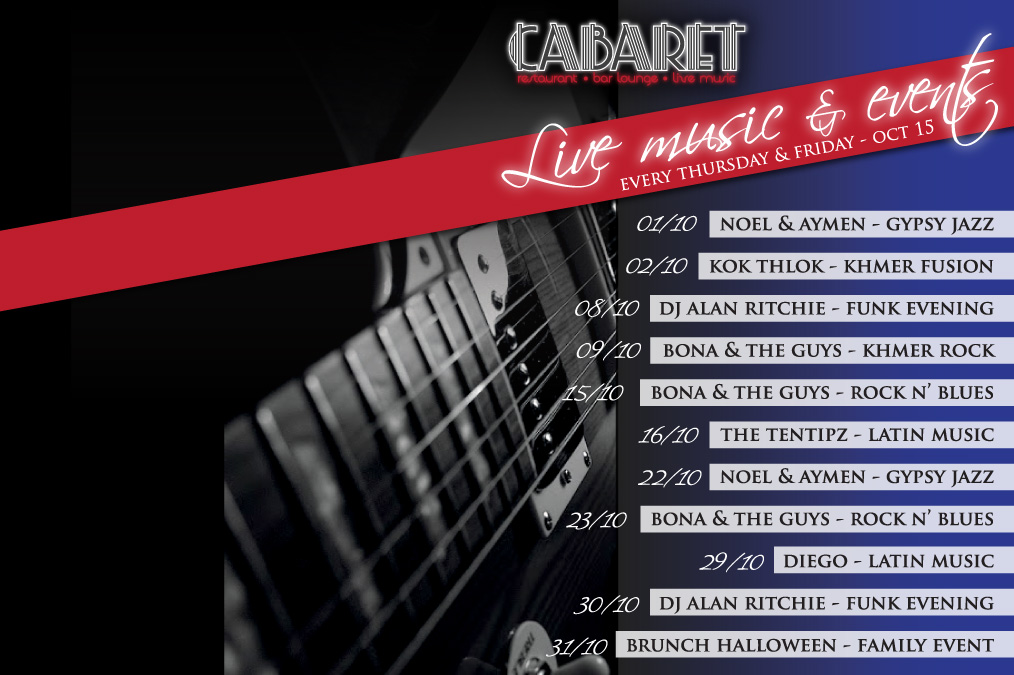 CABARET
restaurant • bar lounge • live music
Live music & events
EVERY THURSDAY & FRIDAY - OCT 15
01/10 NOEL & AYMEN - GYPSY JAZZ
02/10 KOK THLOK - KHMER FUSION
08/10 DJ ALAN RITCHIE - FUNK EVENING
09/10 BONA & THE GUYS - KHMER ROCK
15/10 BONA & THE GUYS - ROCK N’ BLUES
16/10 THE TENTIPZ - LATIN MUSIC
22/10 NOEL & AYMEN - GYPSY JAZZ
23/10 BONA & THE GUYS - ROCK N’ BLUES
29/10 DIEGO - LATIN MUSIC
30/10 DJ ALAN RITCHIE - FUNK EVENING
31/10 BRUNCH HALLOWEEN - FAMILY EVENT